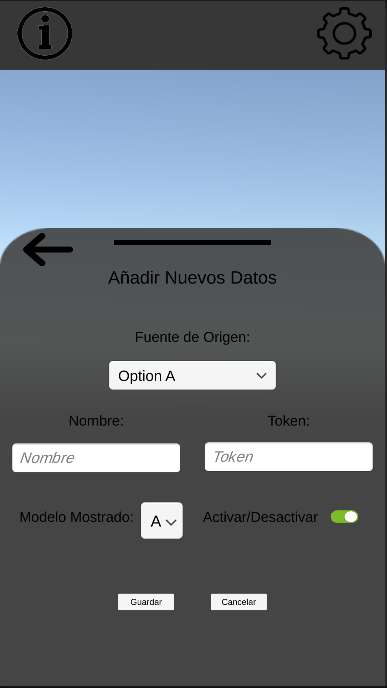 Añadir Nuevos Datos
Fuente de Origen:
Option A
Nombre: Token:
Nombre Token
Modelo Mostrado: A Activar/Desactivar
Guardar Cancelar